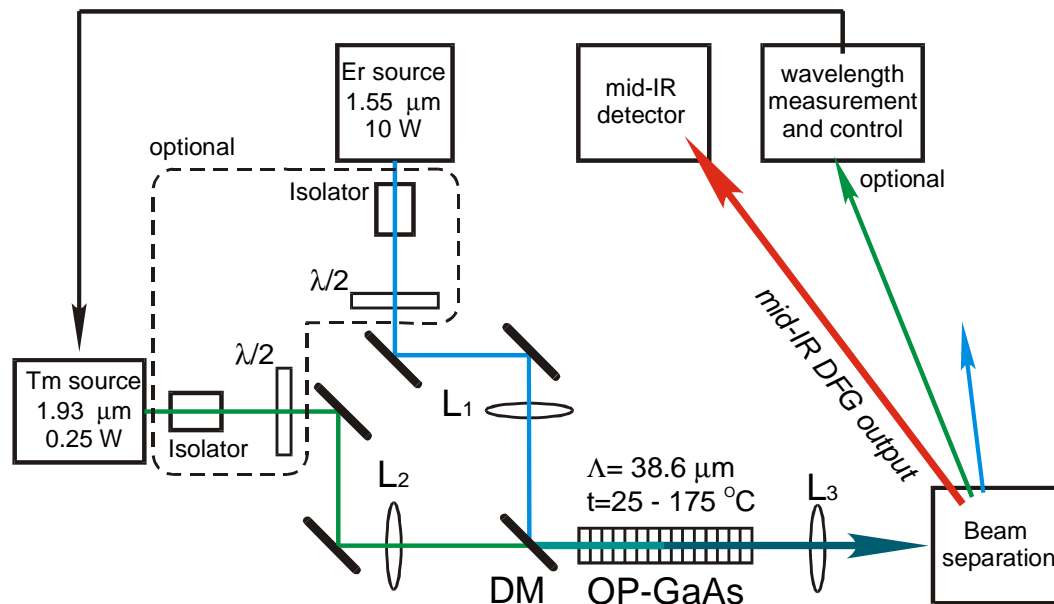 Er source
1.55 μm
10 W
mid-IR
detector
wavelength
measurement
and control
optional
optional
Isolator
λ/2
λ/2
Tm source
1.93 μm
0.25 W
Isolator
L1
L2
mid-IR DFG output
Λ= 38.6 μm
t=25 - 175 °C
L3
DM
OP-GaAs
Beam
separation